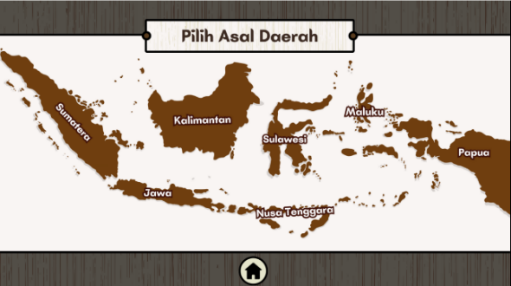 Pilih Asal Daerah
Sumatera
Kalimantan
Sulawesi
Maluku
Papua
Jawa
Nusa Tenggara